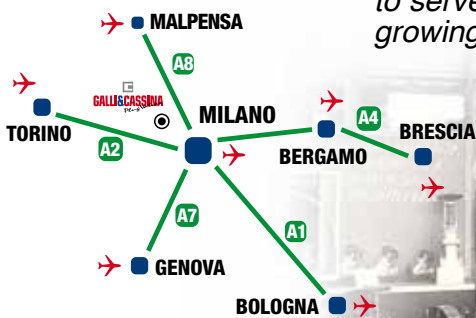 to serve
growing
MALPENSA
A8
GALLI&CASSINA
MILANO
TORINO
A2
A4
BERGAMO
BRESCIA
A7
A1
GENOVA
BOLOGNA